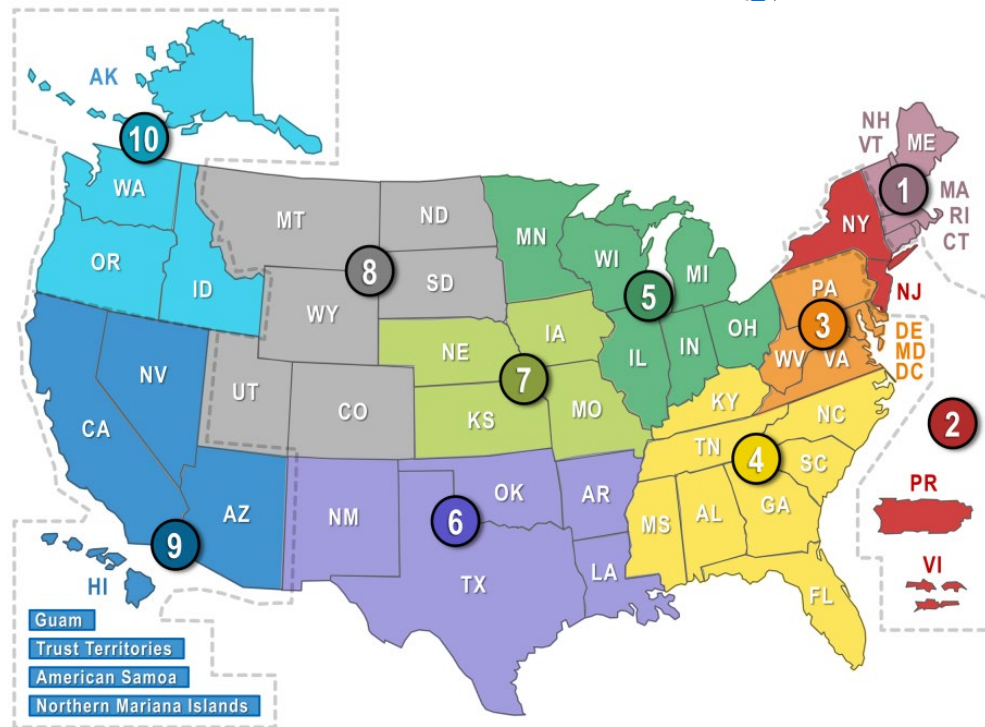 AK
10
NH
VT
ME
WA
1
MA
MT
ND
RI
NY
MN
CT
OR
8
WI
ID
SD
MI
5
PA
NJ
WY
3
IA
DE
NE
OH
MD
NV
IL
IN
WV
VA
DC
UT
7
CO
KS
MO
KY
CA
NC
2
TN
4
SC
PR
OK
AR
AZ
NM
6
MS
AL
GA
9
VI
LA
HI
TX
FL
Guam
Trust Territories
American Samoa
Northern Mariana Islands